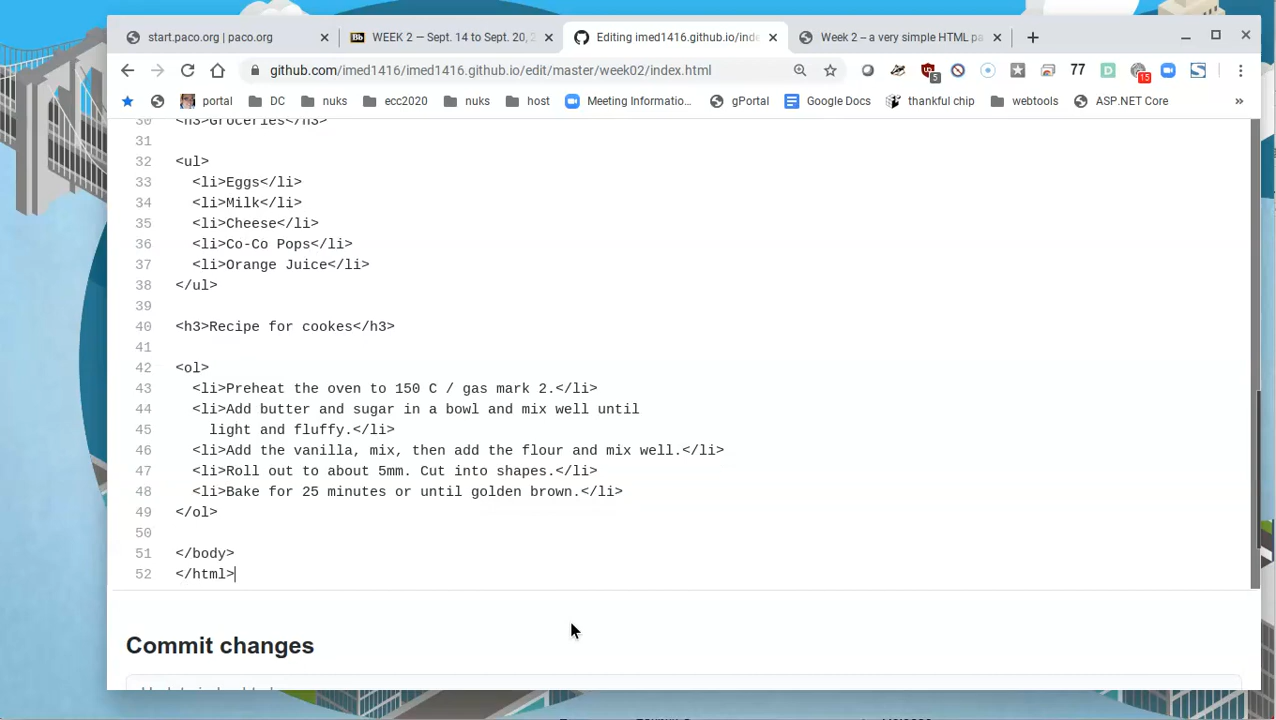 start.paco.org | paco.org
Bb WEEK 2 — Sept. 14 to Sept. 20, 2
Editing imed1416.github.io/inde
Week 2 – a very simple HTML pa
github.com/imed1416/imed1416.github.io/edit/master/week02/index.html
5 77 D 15 S
portal DC nuks ecc2020 nuks host Meeting Informatio... gPortal Google Docs thankful chip webtools ASP.NET Core »
30 <h3>Groceries</h3>
31
32 <ul>
33 <li>Eggs</li>
34 <li>Milk</li>
35 <li>Cheese</li>
36 <li>Co-Co Pops</li>
37 <li>Orange Juice</li>
38 </ul>
39
40 <h3>Recipe for cookes</h3>
41
42 <ol>
43 <li>Preheat the oven to 150 C / gas mark 2.</li>
44 <li>Add butter and sugar in a bowl and mix well until
45 light and fluffy.</li>
46 <li>Add the vanilla, mix, then add the flour and mix well.</li>
47 <li>Roll out to about 5mm. Cut into shapes.</li>
48 <li>Bake for 25 minutes or until golden brown.</li>
49 </ol>
50
51 </body>
52 </html>
Commit changes